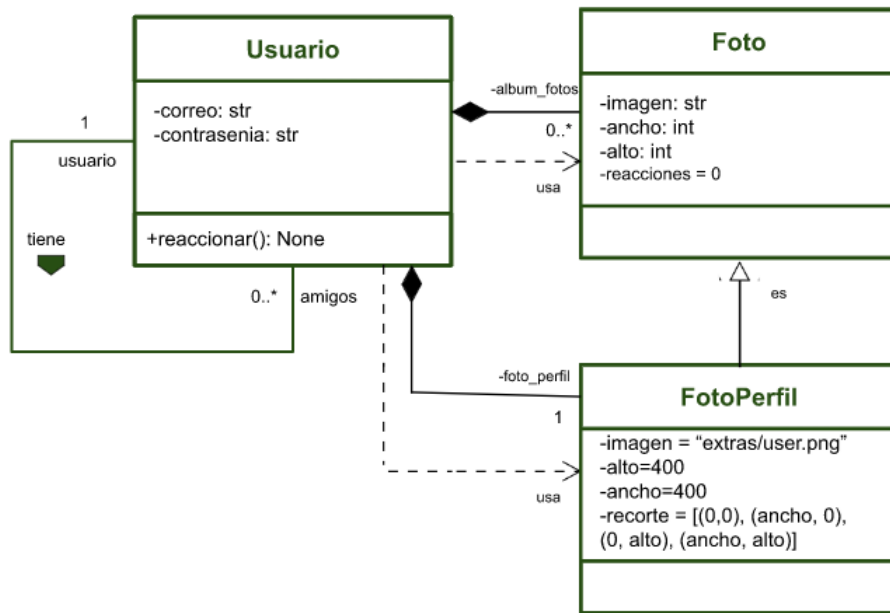 Usuario
-correo: str
-contrasenia: str
+reaccionar(): None
1
usuario
tiene
0..*
amigos
-album_fotos
0..*
usa
Foto
-imagen: str
-ancho: int
-alto: int
-reacciones = 0
es
-foto_perfil
1
usa
FotoPerfil
-imagen = “extras/user.png”
-alto=400
-ancho=400
-recorte = [(0,0), (ancho, 0),
(0, alto), (ancho, alto)]